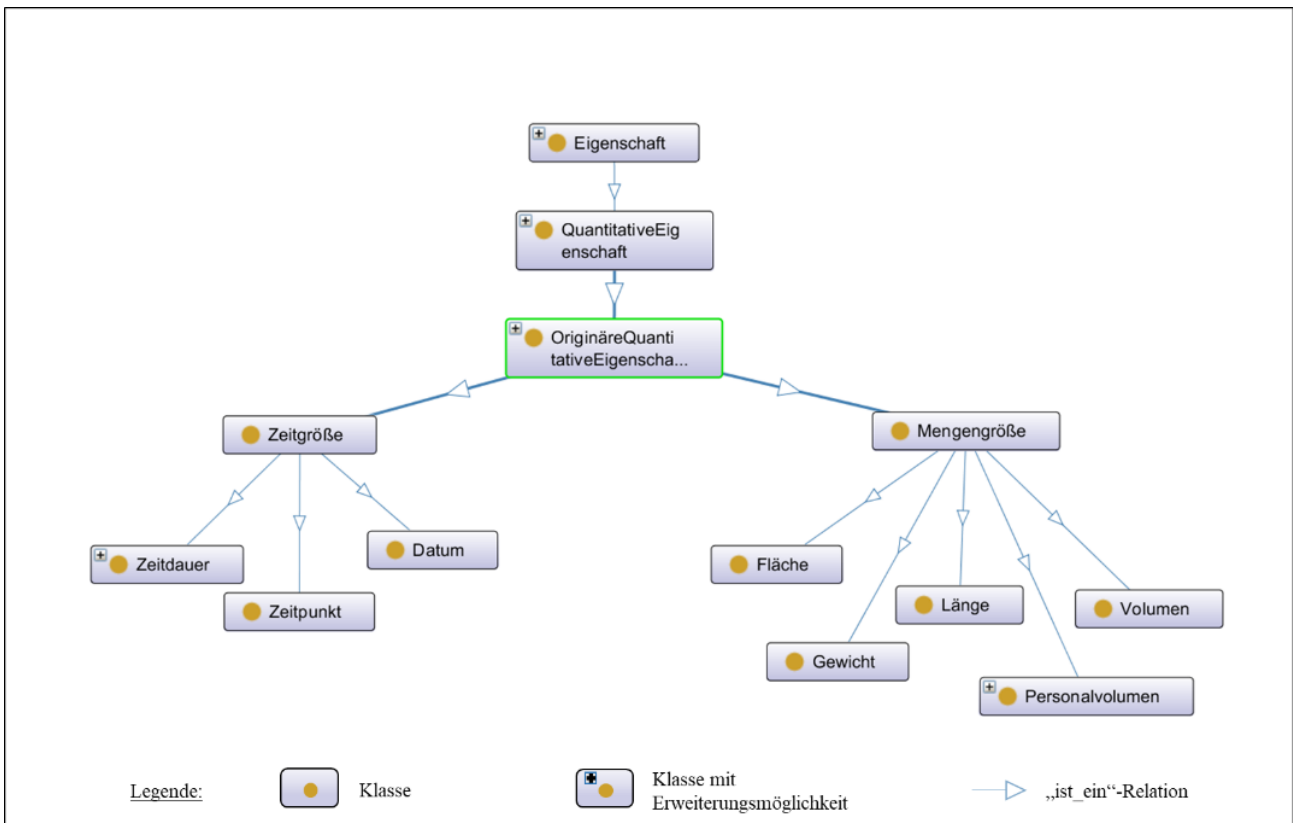 Eigenschaft
QuantitativeEig
enschaft
OriginäreQuanti
tativeEigenscha...
Zeitgröße
Mengengröße
Zeitdauer
Datum
Zeitpunkt
Fläche
Länge
Volumen
Gewicht
Personalvolumen
Legende:
Klasse
Klasse mit
Erweiterungsmöglichkeit
„ist_ein“-Relation